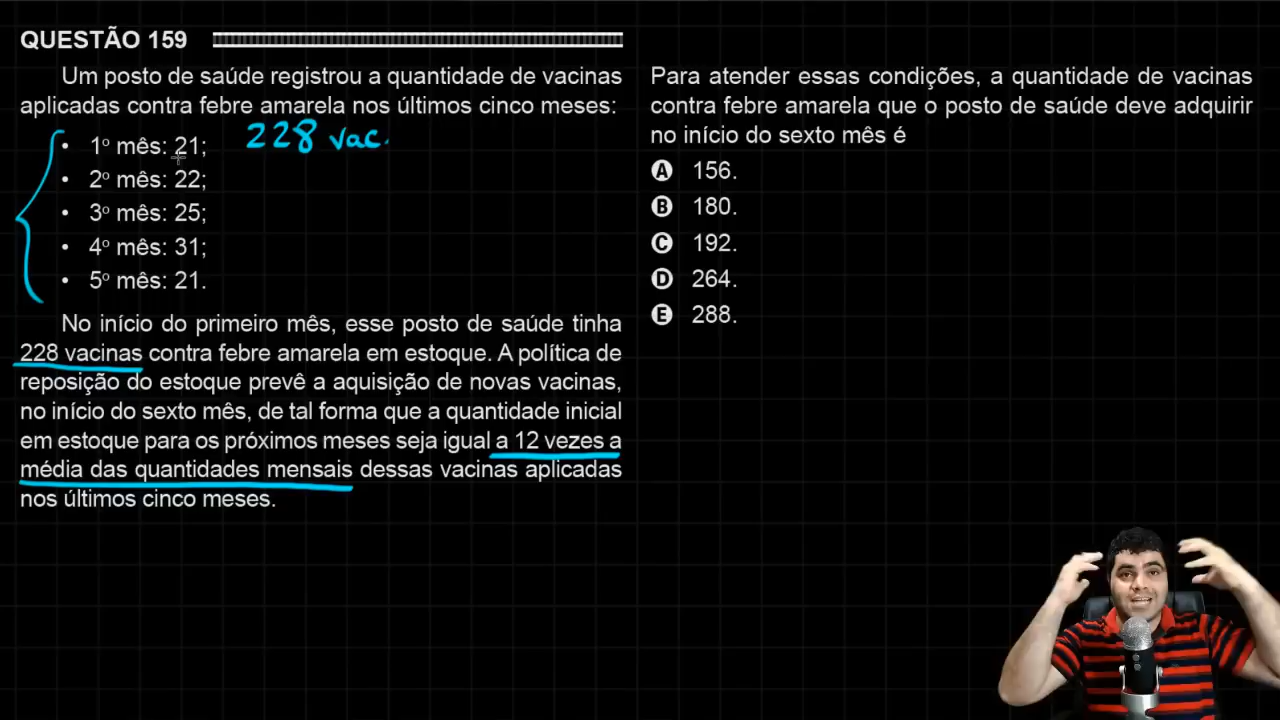 QUESTÃO 159
Um posto de saúde registrou a quantidade de vacinas
aplicadas contra febre amarela nos últimos cinco meses:
• 1º mês: 21;
228 vac.
• 2º mês: 22;
• 3º mês: 25;
• 4º mês: 31;
• 5º mês: 21.
No início do primeiro mês, esse posto de saúde tinha
228 vacinas contra febre amarela em estoque. A política de
reposição do estoque prevê a aquisição de novas vacinas,
no início do sexto mês, de tal forma que a quantidade inicial
em estoque para os próximos meses seja igual a 12 vezes a
média das quantidades mensais dessas vacinas aplicadas
nos últimos cinco meses.
Para atender essas condições, a quantidade de vacinas
contra febre amarela que o posto de saúde deve adquirir
no início do sexto mês é
A 156.
B 180.
C 192.
D 264.
E 288.